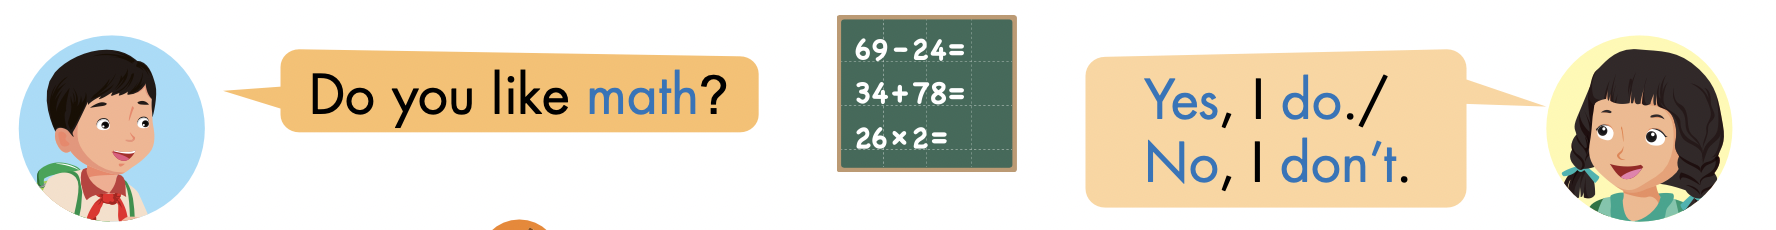 Do you like math?
69-24=
34+78=
26×2=
Yes, I do./
No, I don't.